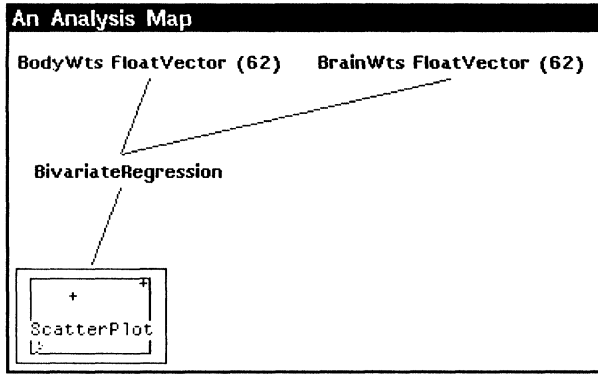 An Analysis Map
BodyWts FloatVector (62) BrainWts FloatVector (62)
BivariateRegression
ScatterPlot